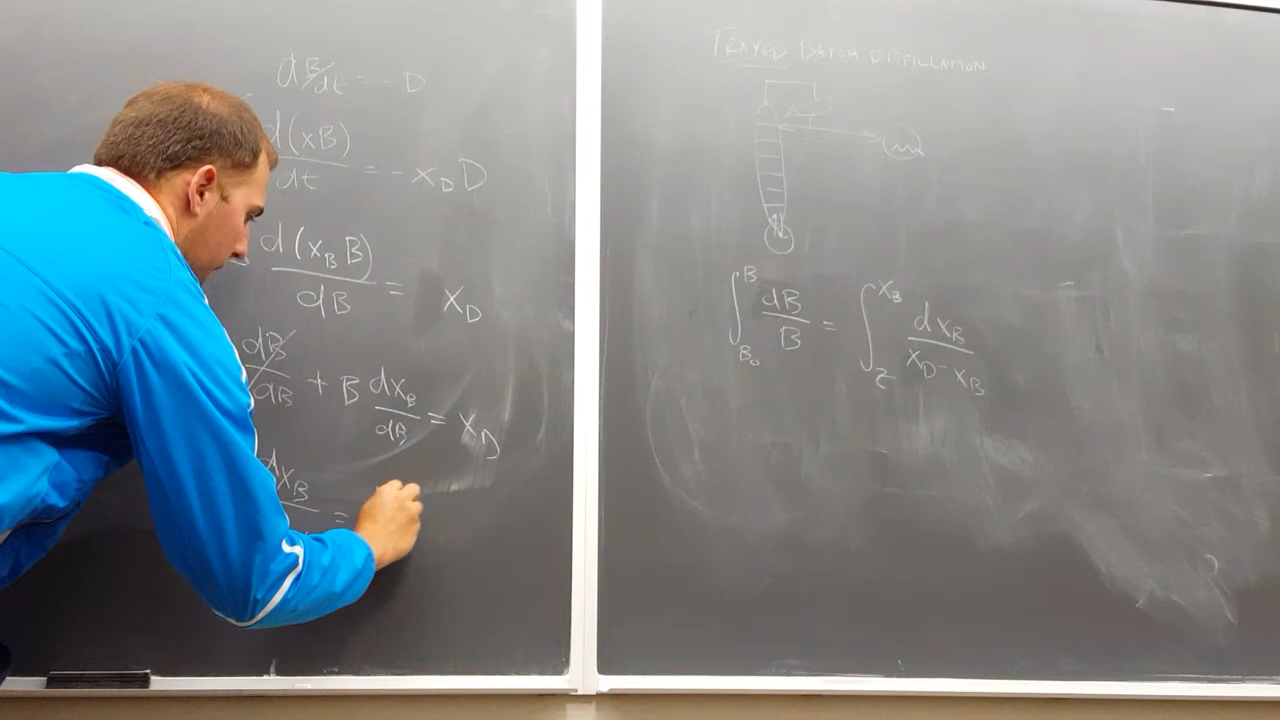 dB/dt = -D
d(xB)/dt = -x_D D
d(x_B B)/dB = x_D
dB/dB + B dx_B/dB = x_D
dx_B =
TRAYED BATCH DISTILLATION
∫_{B_0}^{B} dB/B = ∫_{z}^{x_B} dx_B/(x_D - x_B)